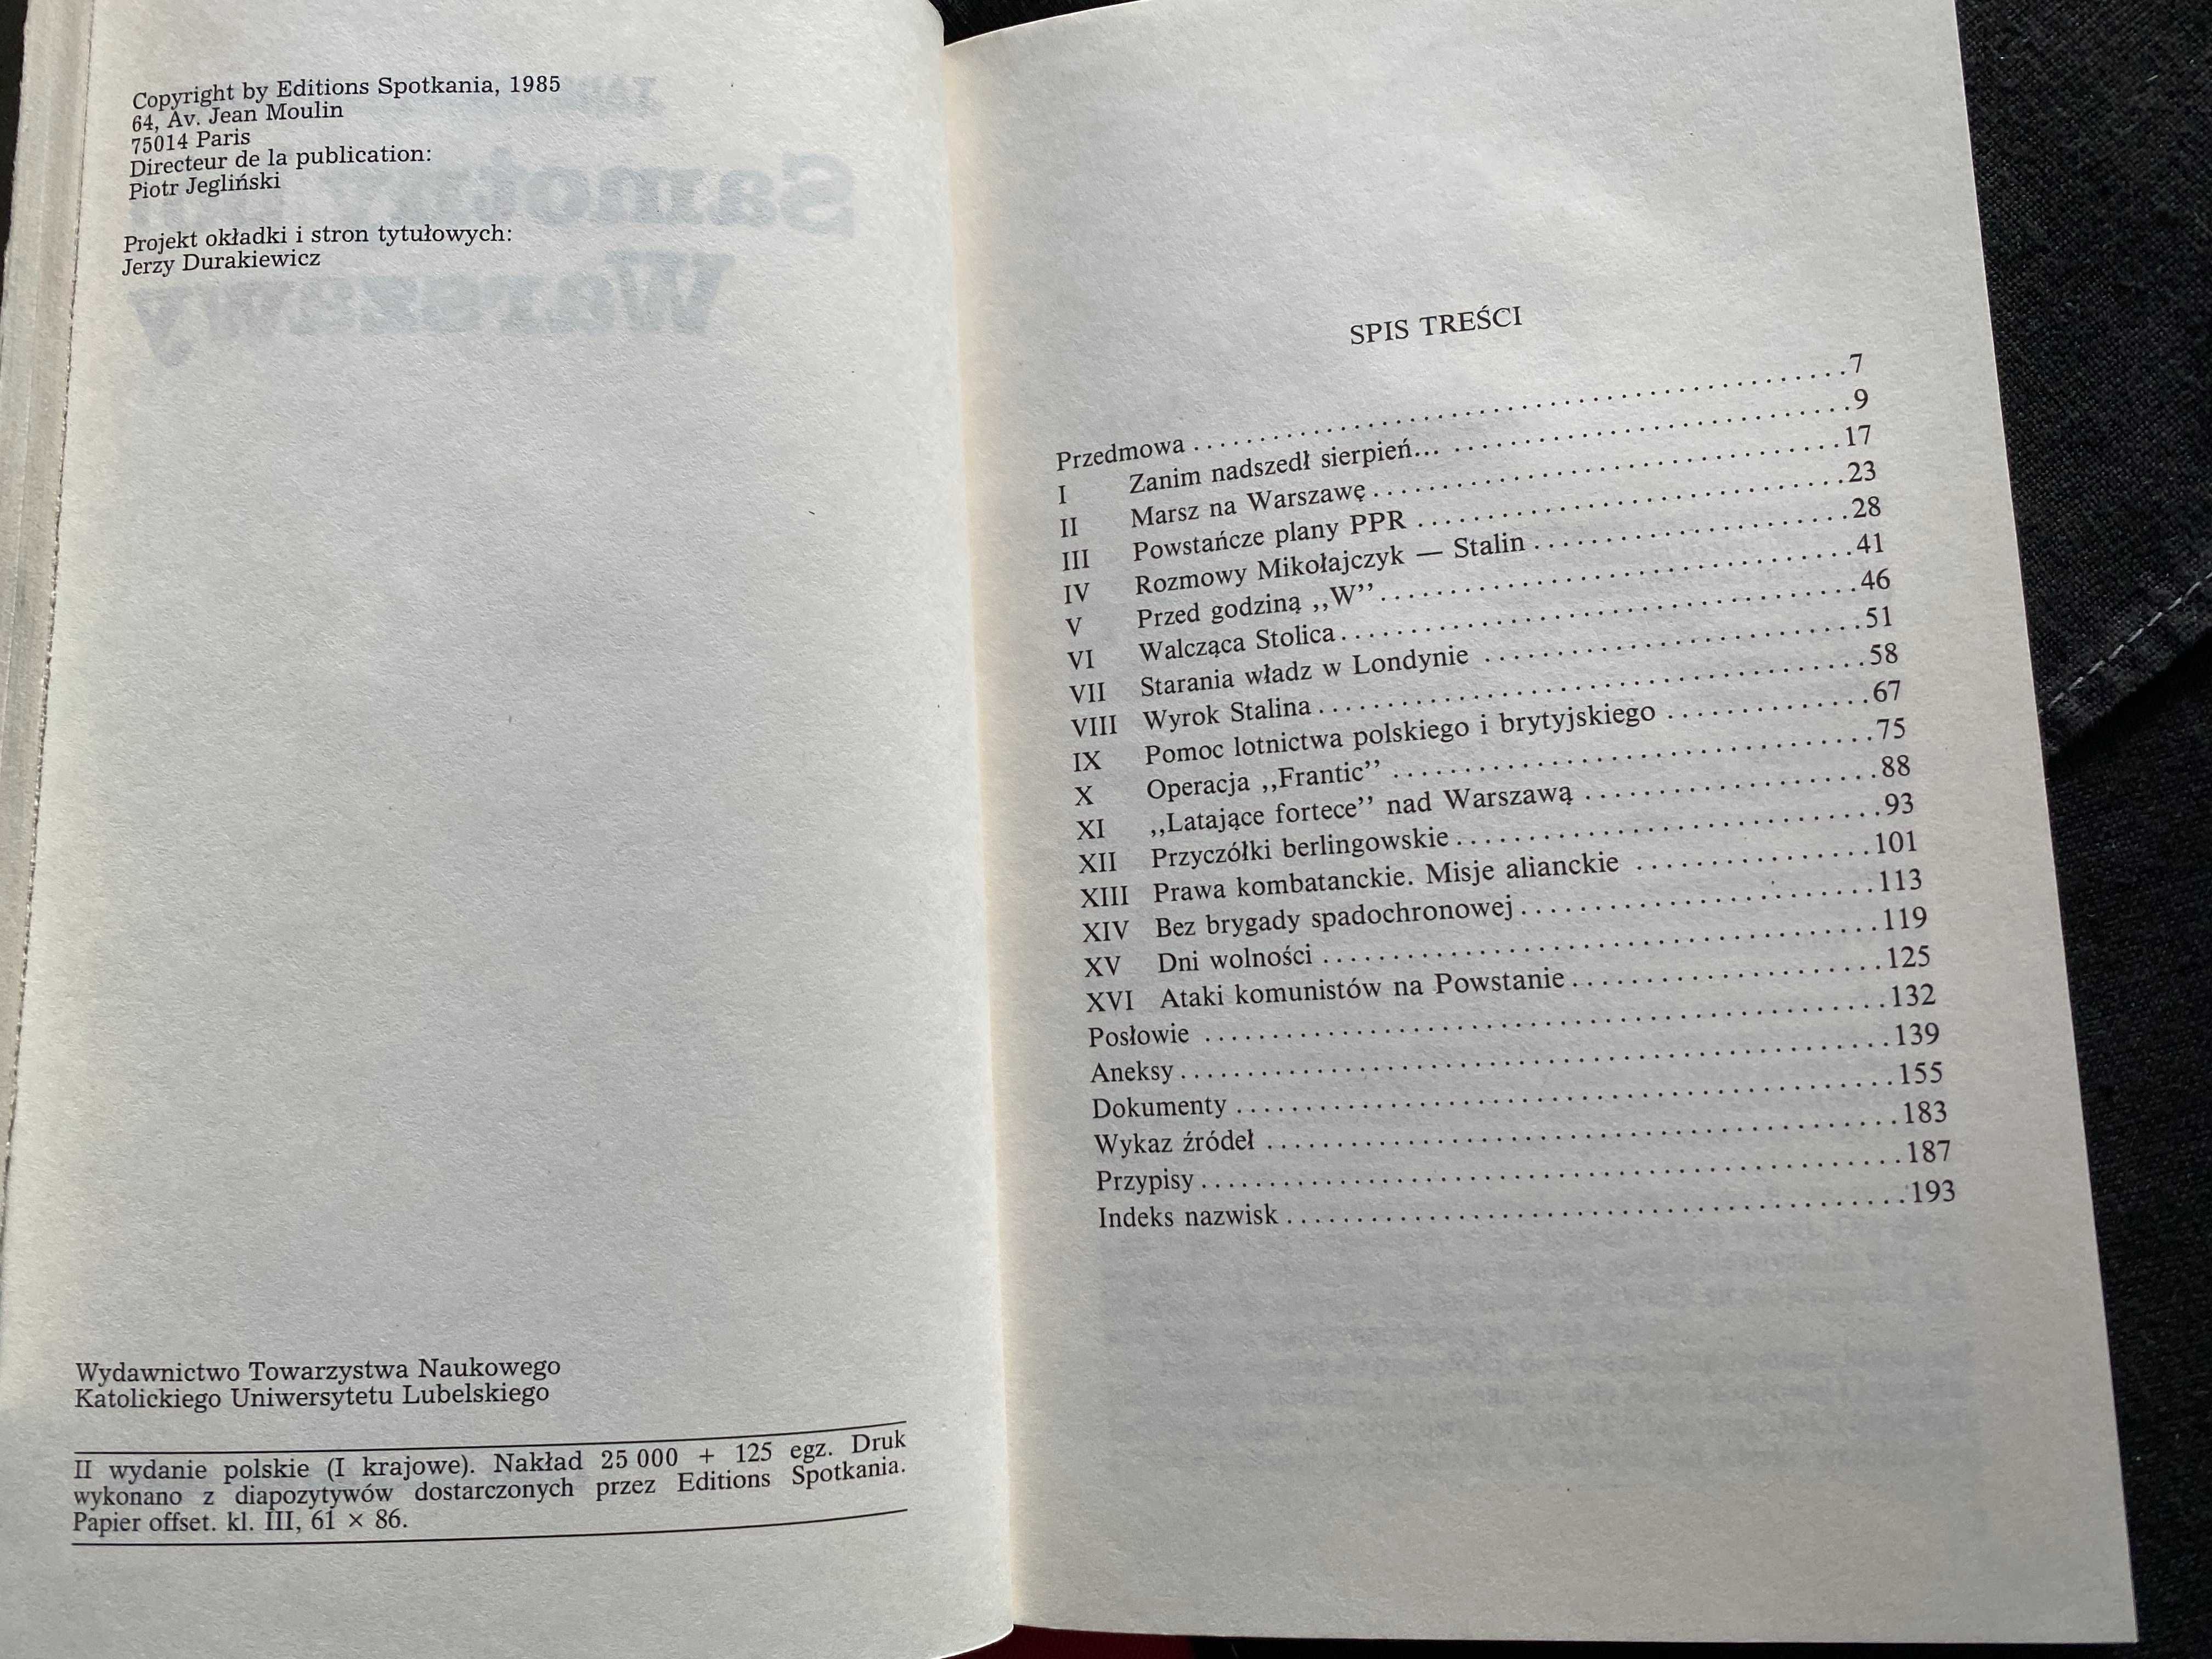 Copyright by Editions Spotkania, 1985
64, Av. Jean Moulin
75014 Paris
Directeur de la publication:
Piotr Jegliński
Projekt okładki i stron tytułowych:
Jerzy Durakiewicz
Wydawnictwo Towarzystwa Naukowego
Katolickiego Uniwersytetu Lubelskiego
II wydanie polskie (I krajowe). Nakład 25 000 + 125 egz. Druk
wykonano z diapozytywów dostarczonych przez Editions Spotkania.
Papier offset. kl. III, 61 × 86.
SPIS TREŚCI
Przedmowa . . . . . . . . . . 7
I Zanim nadszedł sierpień... . . . . . . . . . . 9
II Marsz na Warszawę . . . . . . . . . . 17
III Powstańcze plany PPR . . . . . . . . . . 23
IV Rozmowy Mikołajczyk — Stalin . . . . . . . . . . 28
V Przed godziną ,,W’’ . . . . . . . . . . 41
VI Walcząca Stolica . . . . . . . . . . 46
VII Starania władz w Londynie . . . . . . . . . . 51
VIII Wyrok Stalina . . . . . . . . . . 58
IX Pomoc lotnictwa polskiego i brytyjskiego . . . . . . . . . . 67
X Operacja ,,Frantic’’ . . . . . . . . . . 75
XI ,,Latające fortece’’ nad Warszawą . . . . . . . . . . 88
XII Przyczółki berlingowskie . . . . . . . . . . 93
XIII Prawa kombatanckie. Misje alianckie . . . . . . . . . . 101
XIV Bez brygady spadochronowej . . . . . . . . . . 113
XV Dni wolności . . . . . . . . . . 119
XVI Ataki komunistów na Powstanie . . . . . . . . . . 125
Posłowie . . . . . . . . . . 132
Aneksy . . . . . . . . . . 139
Dokumenty . . . . . . . . . . 155
Wykaz źródeł . . . . . . . . . . 183
Przypisy . . . . . . . . . . 187
Indeks nazwisk . . . . . . . . . . 193